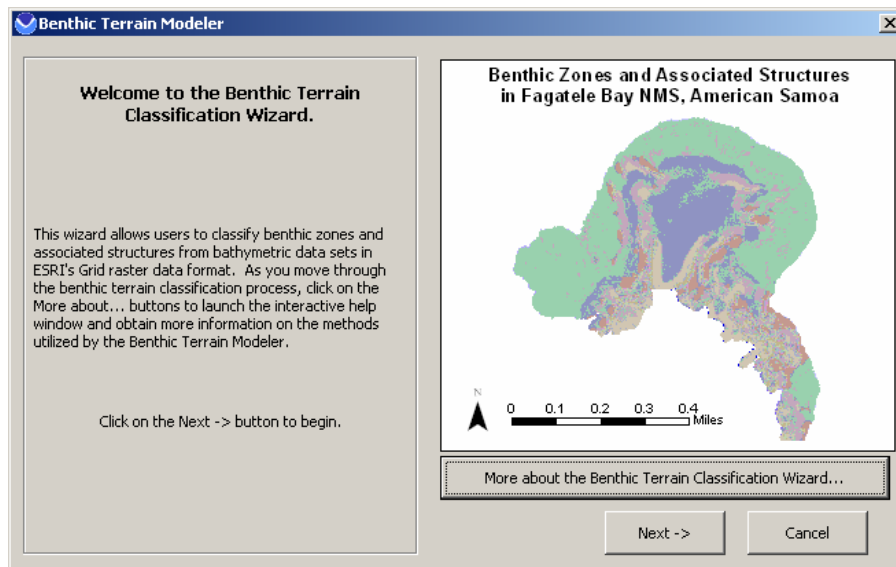 Benthic Terrain Modeler
Welcome to the Benthic Terrain
Classification Wizard.
This wizard allows users to classify benthic zones and
associated structures from bathymetric data sets in
ESRI's Grid raster data format.  As you move through
the benthic terrain classification process, click on the
More about... buttons to launch the interactive help
window and obtain more information on the methods
utilized by the Benthic Terrain Modeler.
Click on the Next -> button to begin.
Benthic Zones and Associated Structures
in Fagatele Bay NMS, American Samoa
N
0 0.1 0.2 0.3 0.4
Miles
More about the Benthic Terrain Classification Wizard...
Next ->
Cancel